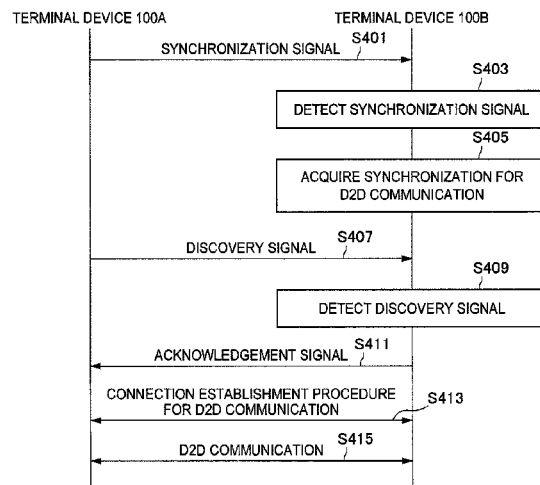 TERMINAL DEVICE 100A
TERMINAL DEVICE 100B
S401
SYNCHRONIZATION SIGNAL
S403
DETECT SYNCHRONIZATION SIGNAL
S405
ACQUIRE SYNCHRONIZATION FOR
D2D COMMUNICATION
S407
DISCOVERY SIGNAL
S409
DETECT DISCOVERY SIGNAL
S411
ACKNOWLEDGEMENT SIGNAL
CONNECTION ESTABLISHMENT PROCEDURE
FOR D2D COMMUNICATION
S413
S415
D2D COMMUNICATION